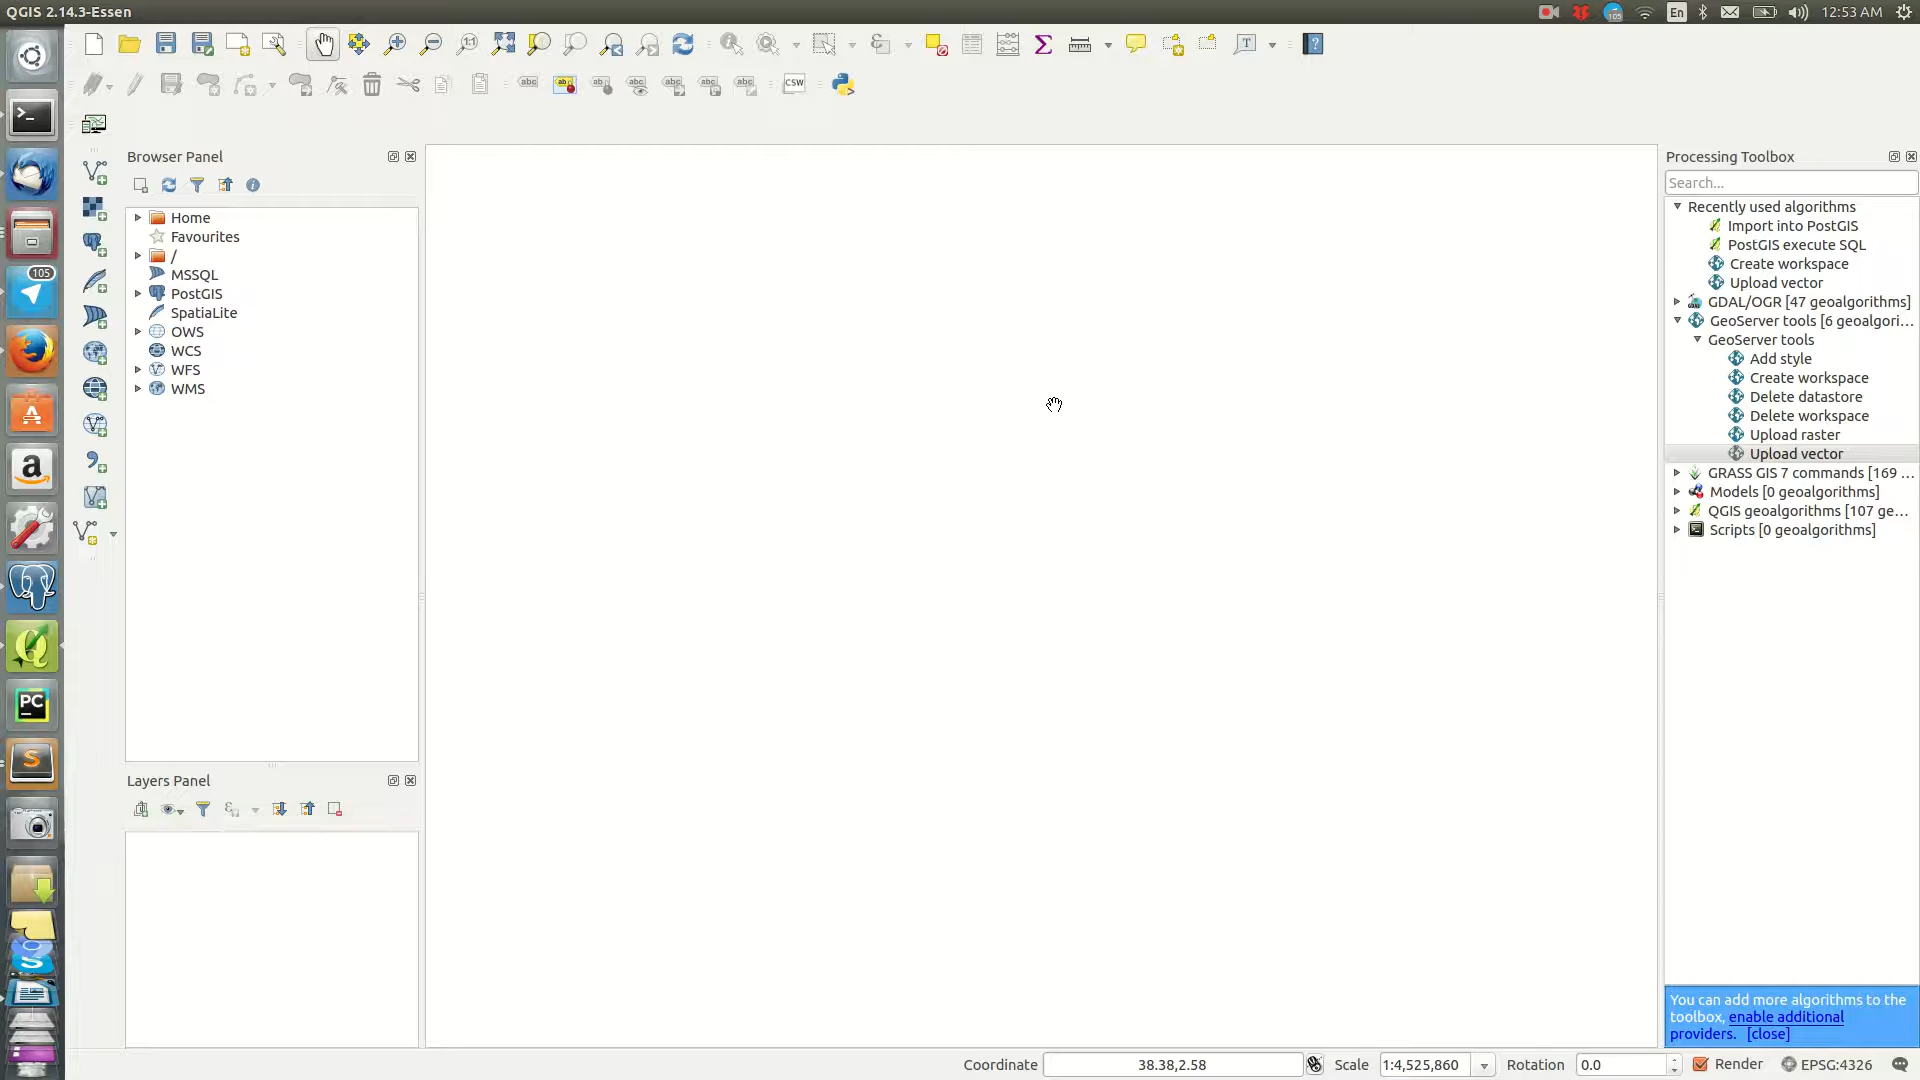 QGIS 2.14.3-Essen
En
12:53 AM
105
1:1
abc
CSW
Browser Panel
Home
Favourites
/
MSSQL
PostGIS
SpatiaLite
OWS
WCS
WFS
WMS
Layers Panel
Processing Toolbox
Search...
Recently used algorithms
Import into PostGIS
PostGIS execute SQL
Create workspace
Upload vector
GDAL/OGR [47 geoalgorithms]
GeoServer tools [6 geoalgori...
GeoServer tools
Add style
Create workspace
Delete datastore
Delete workspace
Upload raster
Upload vector
GRASS GIS 7 commands [169 ...
Models [0 geoalgorithms]
QGIS geoalgorithms [107 ge...
Scripts [0 geoalgorithms]
You can add more algorithms to the
toolbox, enable additional
providers. [close]
Coordinate 38.38,2.58 Scale 1:4,525,860 Rotation 0.0 Render EPSG:4326